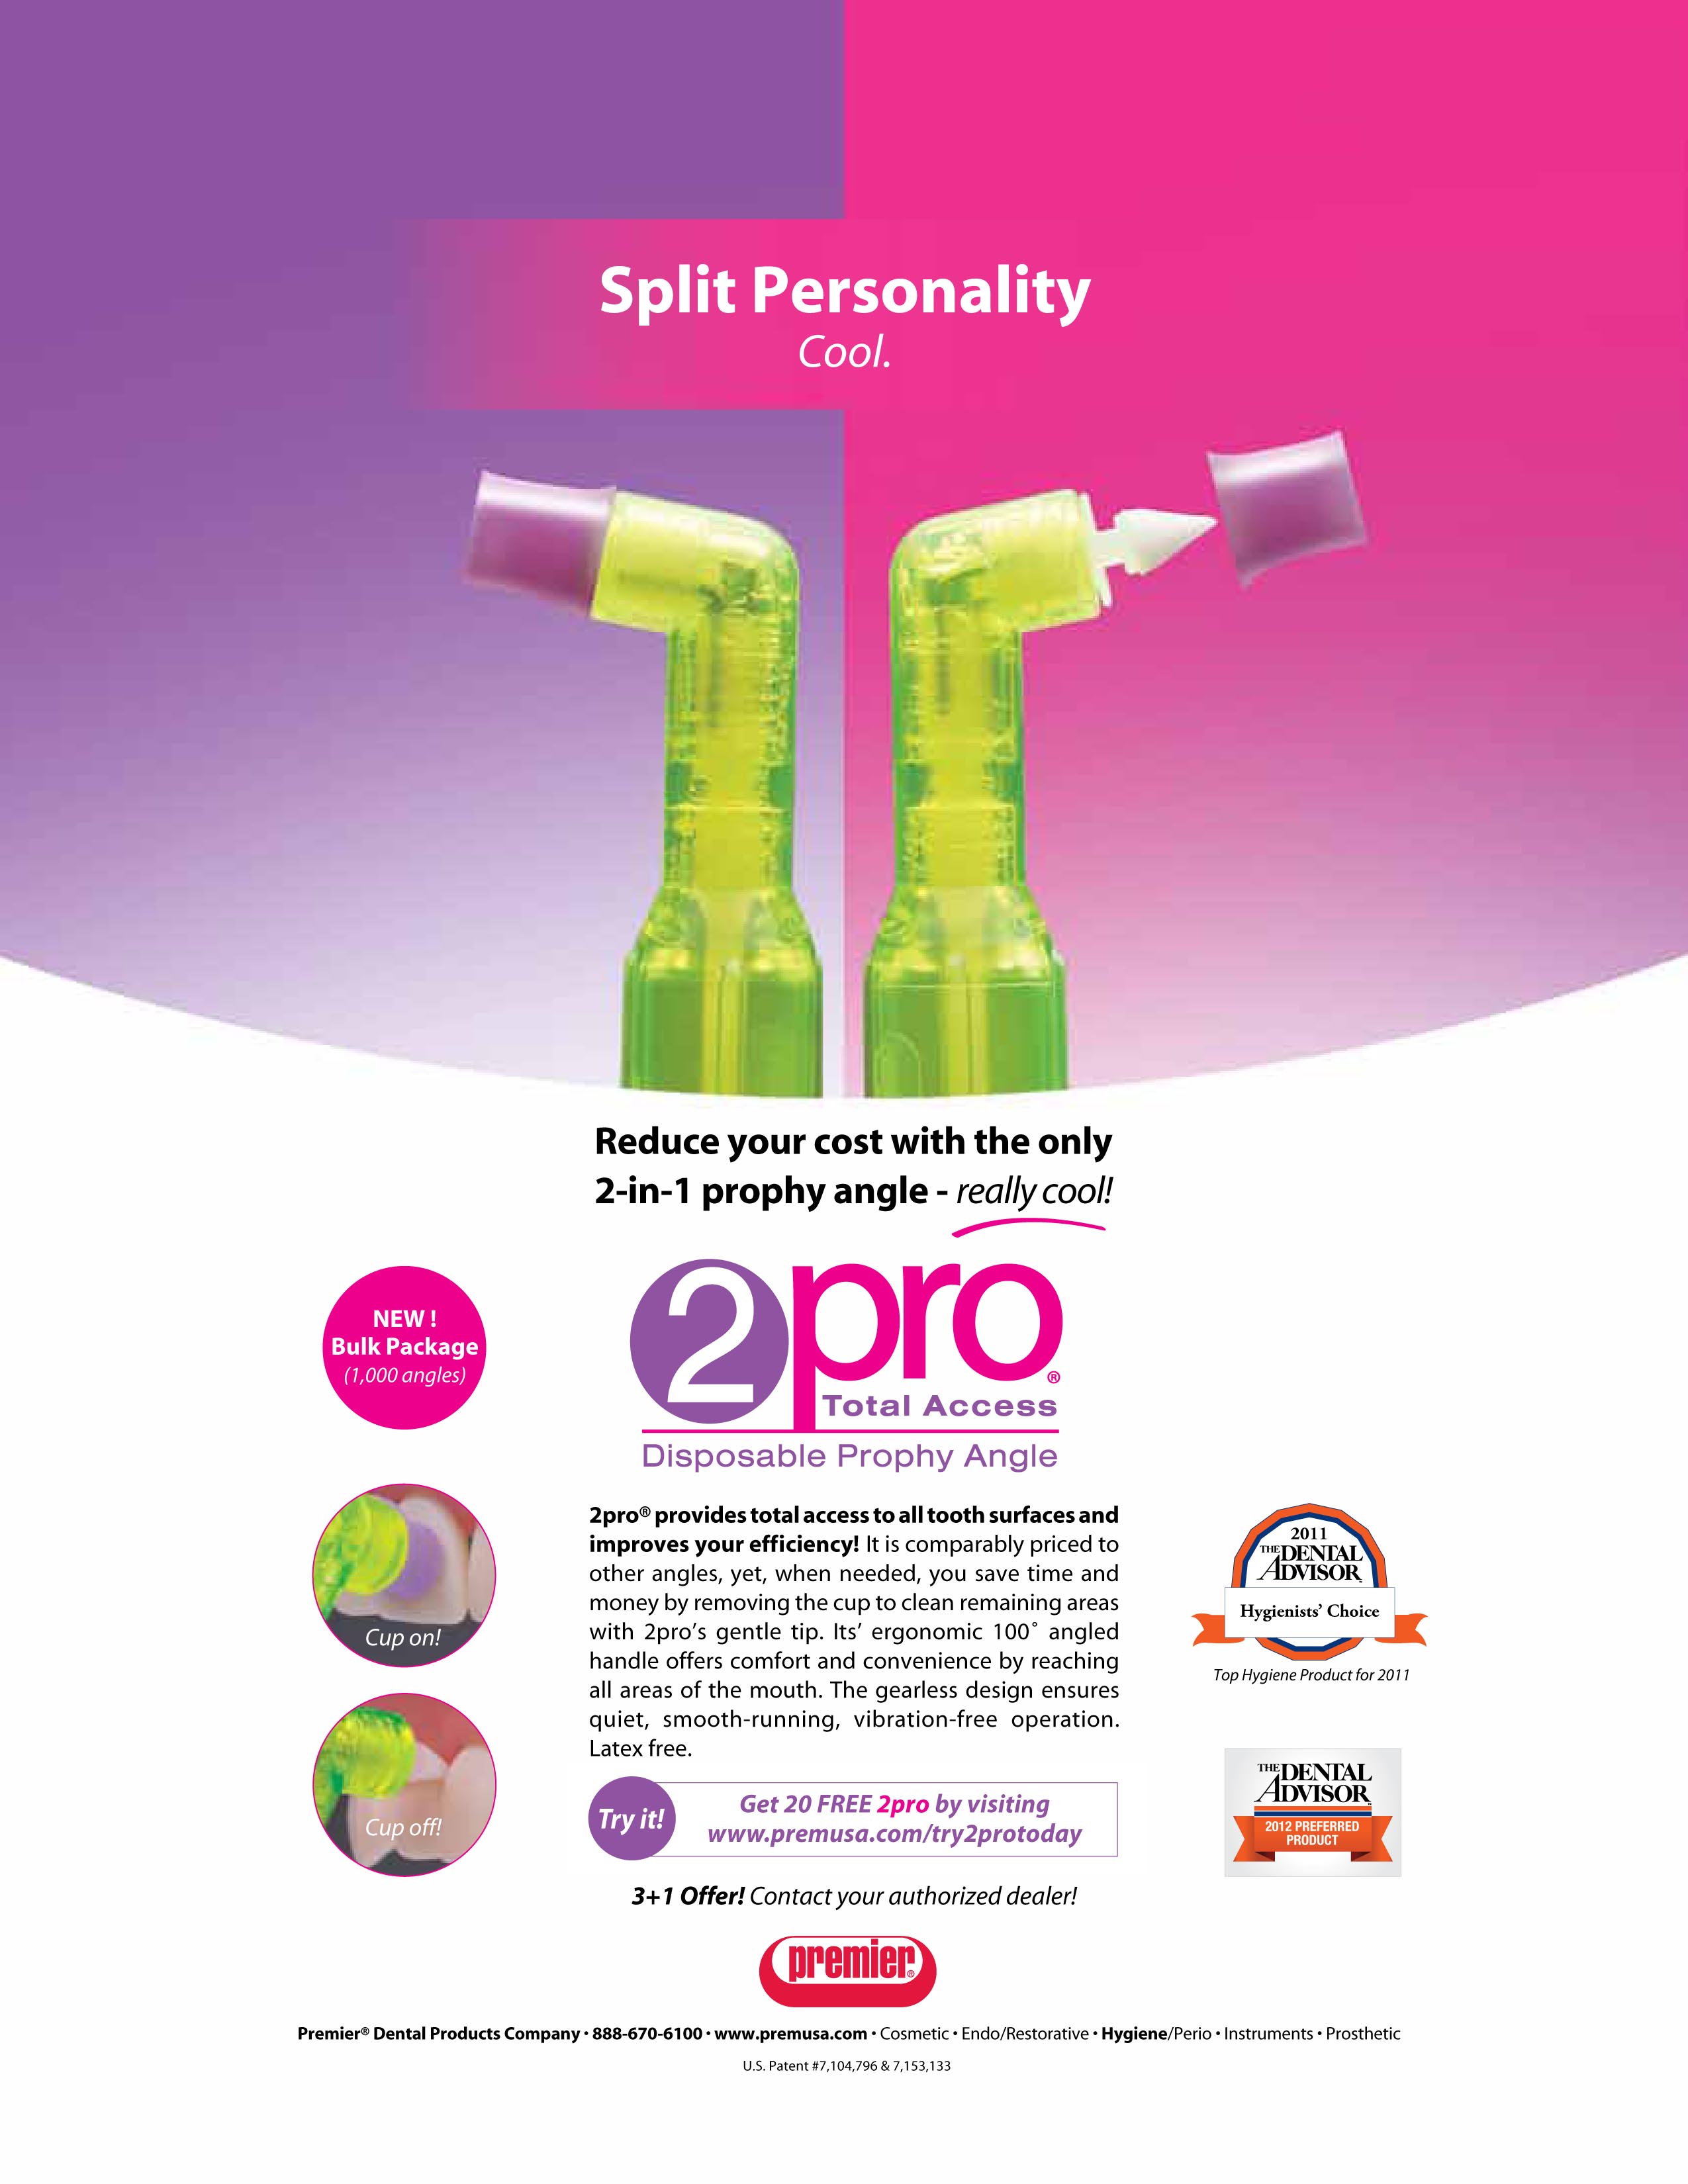 Split Personality
Cool.
Reduce your cost with the only
2-in-1 prophy angle - really cool!
NEW !
Bulk Package
(1,000 angles)
2pro®
Total Access
Disposable Prophy Angle
Cup on!
Cup off!
2pro® provides total access to all tooth surfaces and
improves your efficiency! It is comparably priced to
other angles, yet, when needed, you save time and
money by removing the cup to clean remaining areas
with 2pro’s gentle tip. Its’ ergonomic 100˚ angled
handle offers comfort and convenience by reaching
all areas of the mouth. The gearless design ensures
quiet, smooth-running, vibration-free operation.
Latex free.
2011
THE DENTAL
ADVISOR™
Hygienists’ Choice
Top Hygiene Product for 2011
THE DENTAL
ADVISOR™
2012 PREFERRED
PRODUCT
Try it!
Get 20 FREE 2pro by visiting
www.premusa.com/try2protoday
3+1 Offer! Contact your authorized dealer!
premier®
Premier® Dental Products Company • 888-670-6100 • www.premusa.com • Cosmetic • Endo/Restorative • Hygiene/Perio • Instruments • Prosthetic
U.S. Patent #7,104,796 & 7,153,133